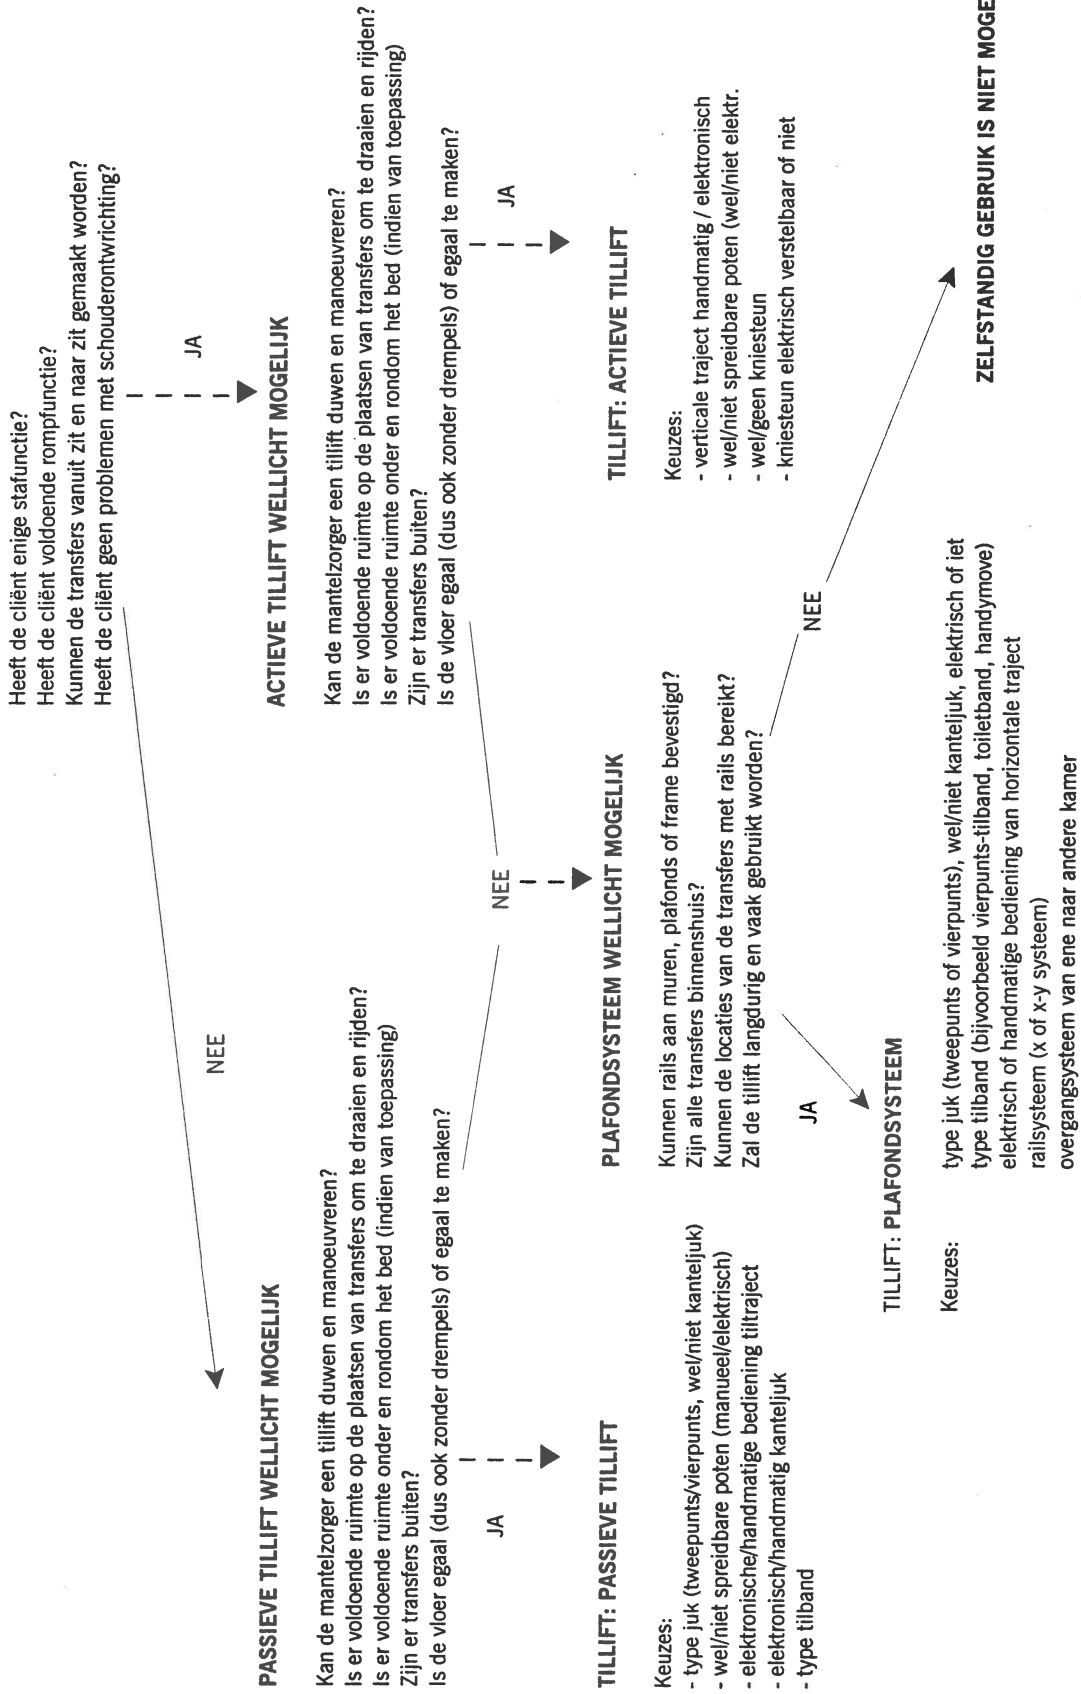 Heeft de cliënt enige stafunctie?
Heeft de cliënt voldoende rompfunctie?
Kunnen de transfers vanuit zit en naar zit gemaakt worden?
Heeft de cliënt geen problemen met schouderontwrichting?
NEE
JA
PASSIEVE TILLIFT WELLICHT MOGELIJK
Kan de mantelzorger een tillift duwen en manoeuvreren?
Is er voldoende ruimte op de plaatsen van transfers om te draaien en rijden?
Is er voldoende ruimte onder en rondom het bed (indien van toepassing)
Zijn er transfers buiten?
Is de vloer egaal (dus ook zonder drempels) of egaal te maken?
ACTIEVE TILLIFT WELLICHT MOGELIJK
Kan de mantelzorger een tillift duwen en manoeuvreren?
Is er voldoende ruimte op de plaatsen van transfers om te draaien en rijden?
Is er voldoende ruimte onder en rondom het bed (indien van toepassing)
Zijn er transfers buiten?
Is de vloer egaal (dus ook zonder drempels) of egaal te maken?
JA
NEE
JA
TILLIFT: PASSIEVE TILLIFT
Keuzes:
- type juk (tweepunts/vierpunts, wel/niet kanteljuk)
- wel/niet spreidbare poten (manueel/elektrisch)
- elektronische/handmatige bediening tiltraject
- elektronisch/handmatig kanteljuk
- type tilband
PLAFONDSYSTEEM WELLICHT MOGELIJK
Kunnen rails aan muren, plafonds of frame bevestigd?
Zijn alle transfers binnenshuis?
Kunnen de locaties van de transfers met rails bereikt?
Zal de tillift langdurig en vaak gebruikt worden?
TILLIFT: ACTIEVE TILLIFT
Keuzes:
- verticale traject handmatig / elektronisch
- wel/niet spreidbare poten (wel/niet elektr.
- wel/geen kniesteun
- kniesteun elektrisch verstelbaar of niet
JA
NEE
TILLIFT: PLAFONDSYSTEEM
Keuzes:
type juk (tweepunts of vierpunts), wel/niet kanteljuk, elektrisch of iet
type tilband (bijvoorbeeld vierpunts-tilband, toiletband, handymove)
elektrisch of handmatige bediening van horizontale traject
railsysteem (x of x-y systeem)
overgangsysteem van ene naar andere kamer
ZELFSTANDIG GEBRUIK IS NIET MOGE